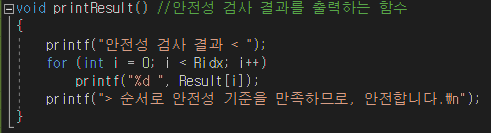 void printResult() //안전성 검사 결과를 출력하는 함수
{
printf("안전성 검사 결과 < ");
for (int i = 0; i < Ridx; i++)
printf("%d ", Result[i]);
printf("> 순서로 안전성 기준을 만족하므로, 안전합니다.₩n");
}